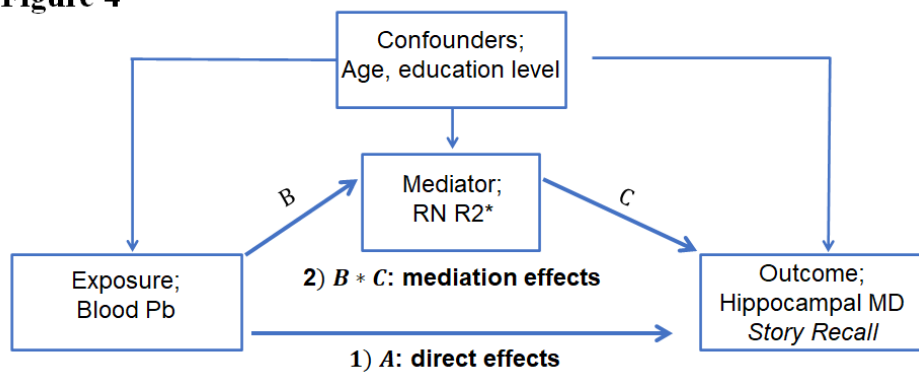 Figure 4
Confounders;
Age, education level
B
Mediator;
RN R2*
C
Exposure;
Blood Pb
2) B * C: mediation effects
Outcome;
Hippocampal MD
Story Recall
1) A: direct effects